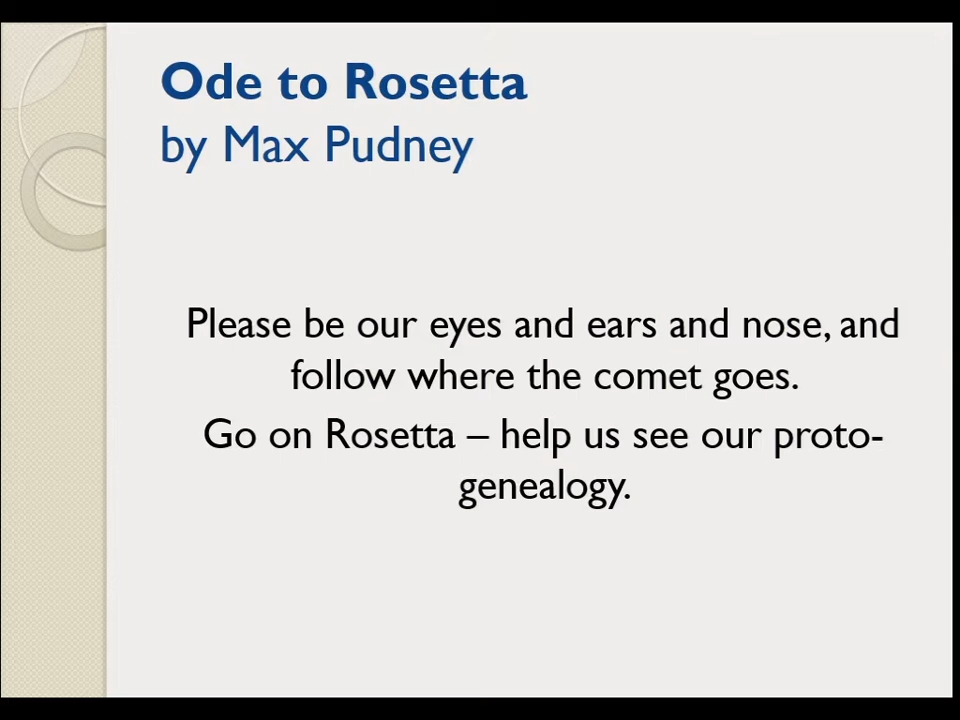 Ode to Rosetta
by Max Pudney
Please be our eyes and ears and nose, and
follow where the comet goes.
Go on Rosetta – help us see our proto-
genealogy.